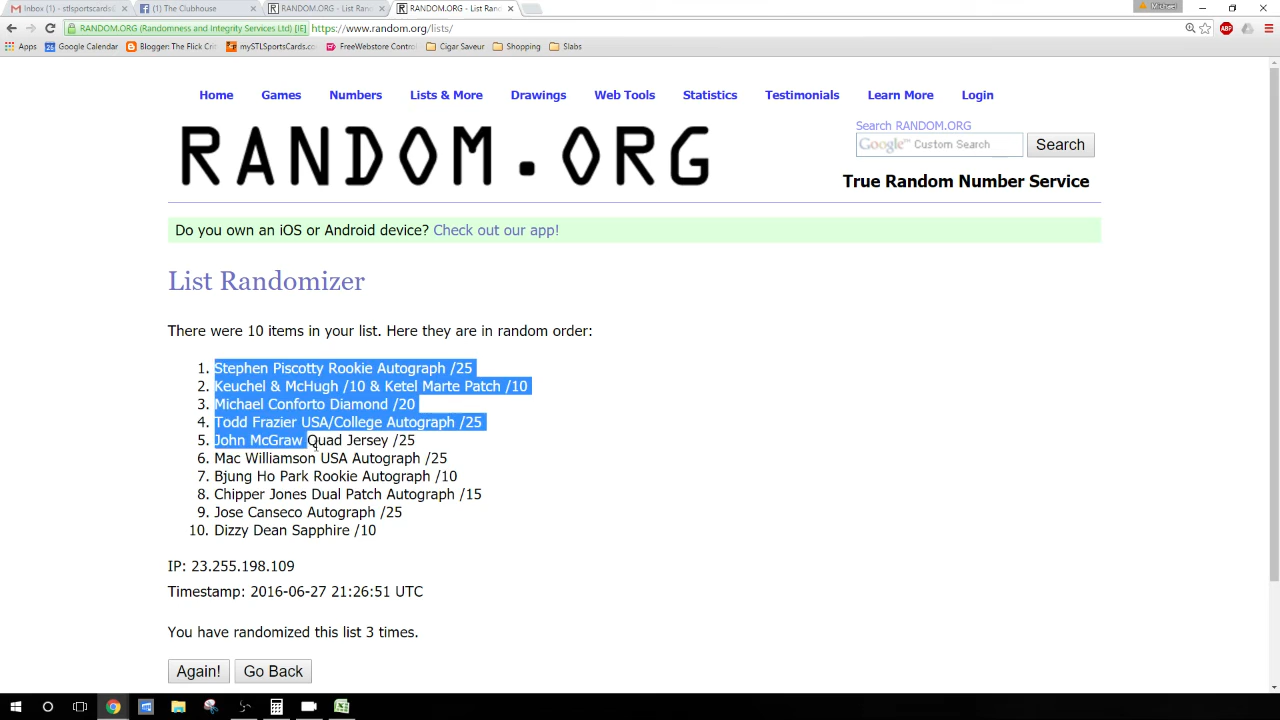 Inbox (1) - stlsportscards@
(1) The Clubhouse
RANDOM.ORG - List Rand
RANDOM.ORG - List Rand
Michael
RANDOM.ORG (Randomness and Integrity Services Ltd) [IE] https://www.random.org/lists/
Apps Google Calendar Blogger: The Flick Cri mySTLSportsCards.co FreeWebstore Contro Cigar Saveur Shopping Slabs
Home Games Numbers Lists & More Drawings Web Tools Statistics Testimonials Learn More Login
RANDOM.ORG
Search RANDOM.ORG
Google™ Custom Search Search
True Random Number Service
Do you own an iOS or Android device? Check out our app!
List Randomizer
There were 10 items in your list. Here they are in random order:
1. Stephen Piscotty Rookie Autograph /25
2. Keuchel & McHugh /10 & Ketel Marte Patch /10
3. Michael Conforto Diamond /20
4. Todd Frazier USA/College Autograph /25
5. John McGraw Quad Jersey /25
6. Mac Williamson USA Autograph /25
7. Bjung Ho Park Rookie Autograph /10
8. Chipper Jones Dual Patch Autograph /15
9. Jose Canseco Autograph /25
10. Dizzy Dean Sapphire /10
IP: 23.255.198.109
Timestamp: 2016-06-27 21:26:51 UTC
You have randomized this list 3 times.
Again! Go Back